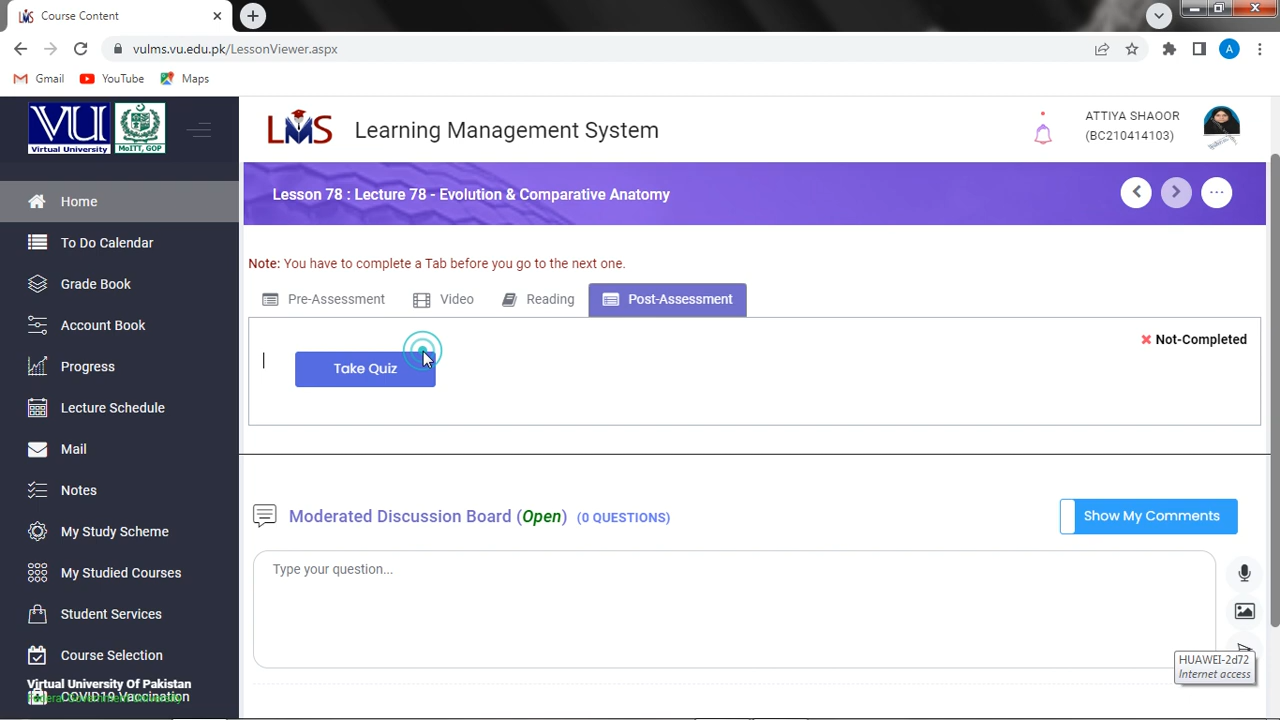 Course Content
vulms.vu.edu.pk/LessonViewer.aspx
A
Gmail
YouTube
Maps
VU
Virtual University
MoITT, GOP
LMS
Learning Management System
ATTIYA SHAOOR
(BC210414103)
Home
To Do Calendar
Grade Book
Account Book
Progress
Lecture Schedule
Mail
Notes
My Study Scheme
My Studied Courses
Student Services
Course Selection
Virtual University Of Pakistan
Federal Government University
COVID19 Vaccination
Lesson 78 : Lecture 78 - Evolution & Comparative Anatomy
Note: You have to complete a Tab before you go to the next one.
Pre-Assessment
Video
Reading
Post-Assessment
Not-Completed
Take Quiz
Moderated Discussion Board (Open) (0 QUESTIONS)
Show My Comments
Type your question...
HUAWEI-2d72
Internet access